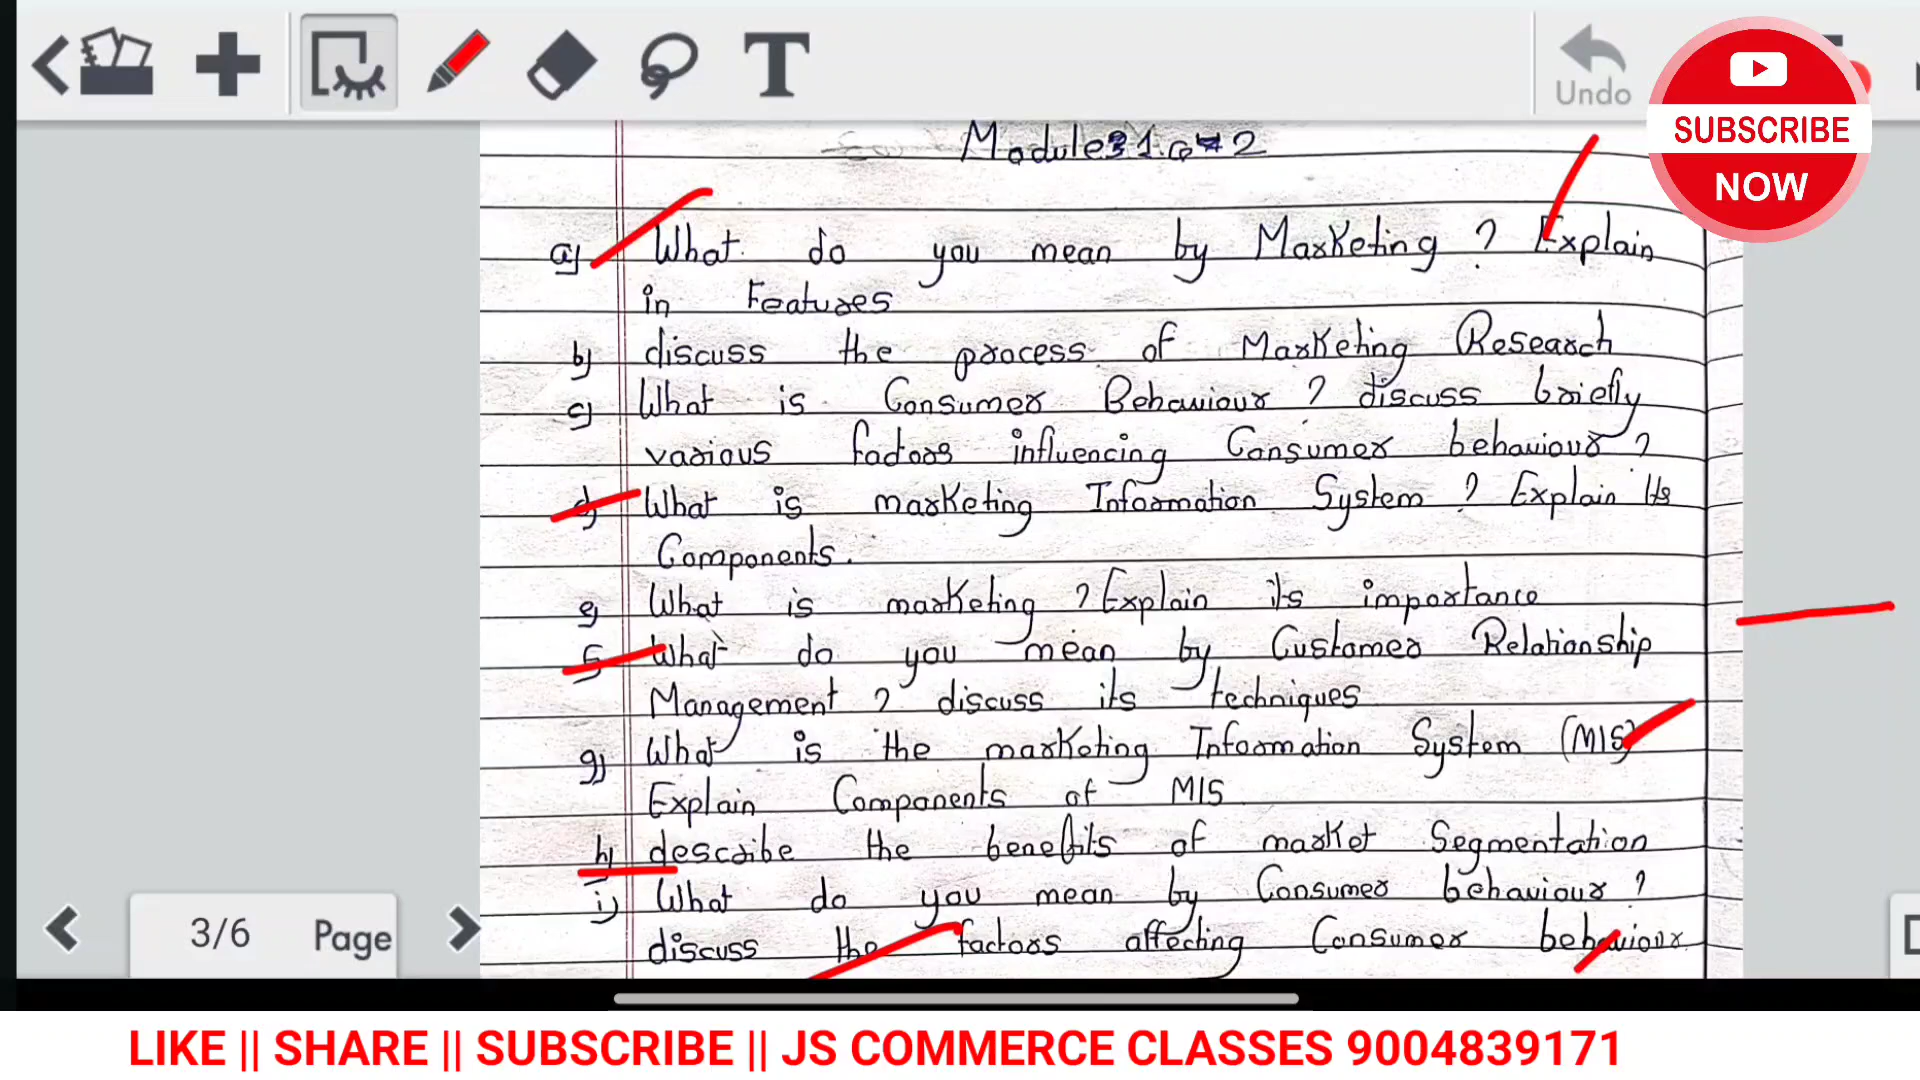 Undo
SUBSCRIBE
NOW
Module 1. Q 2
a) What do you mean by Marketing ? Explain
in Features
b) discuss the process of Marketing Research
c) What is Consumer Behaviour ? discuss briefly
various factors influencing Consumer behaviour ?
d) What is marketing Information System ? Explain Its
Components.
e) What is marketing ? Explain its importance
What do you mean by Customer Relationship
Management ? discuss its techniques
g) What is the marketing Information System (MIS)
Explain Components of MIS
h) describe the benefits of market Segmentation
i) What do you mean by Consumer behaviour ?
discuss the factors affecting Consumer behaviour.
3/6 Page
LIKE || SHARE || SUBSCRIBE || JS COMMERCE CLASSES 9004839171